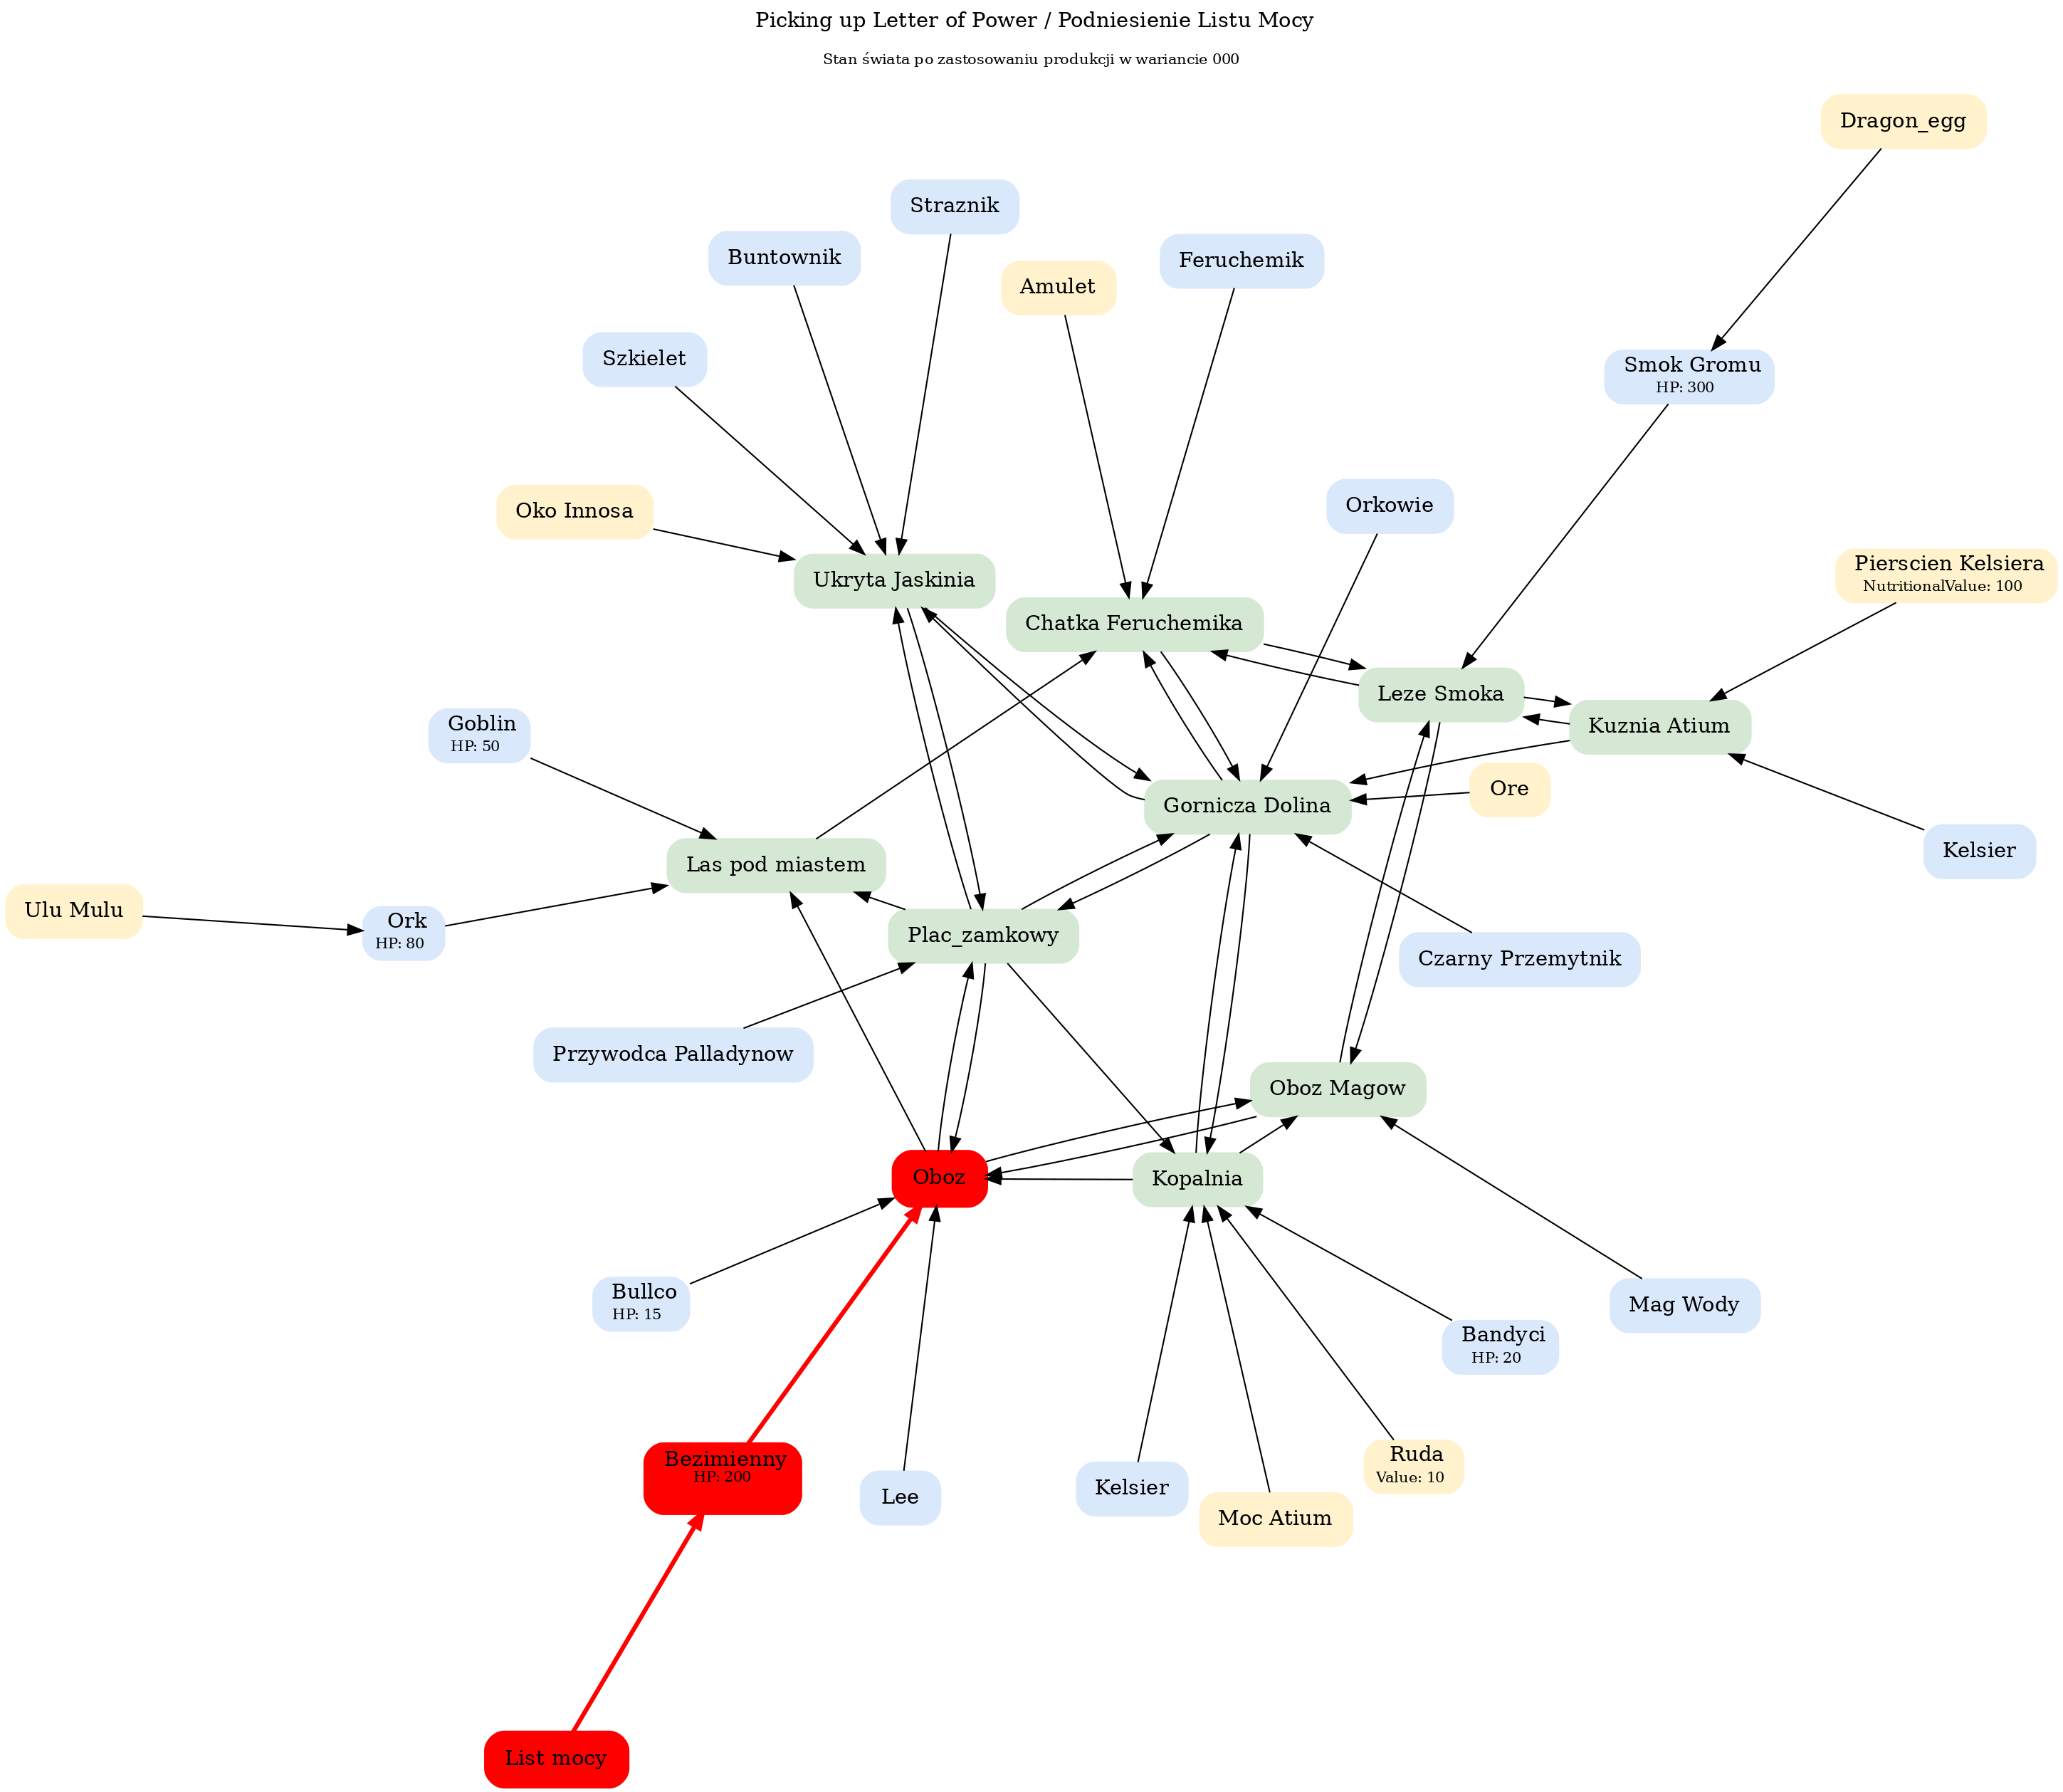 Picking up Letter of Power / Podniesienie Listu Mocy
Stan świata po zastosowaniu produkcji w wariancie 000
Dragon_egg
Straznik
Buntownik
Feruchemik
Amulet
Szkielet
Smok Gromu
HP: 300
Orkowie
Oko Innosa
Pierscien Kelsiera
NutritionalValue: 100
Ukryta Jaskinia
Chatka Feruchemika
Leze Smoka
Kuznia Atium
Goblin
HP: 50
Ore
Gornicza Dolina
Kelsier
Las pod miastem
Ulu Mulu
Ork
HP: 80
Plac_zamkowy
Czarny Przemytnik
Przywodca Palladynow
Oboz Magow
Oboz
Kopalnia
Bullco
HP: 15
Mag Wody
Bandyci
HP: 20
Bezimienny
HP: 200
Ruda
Value: 10
Kelsier
Lee
Moc Atium
List mocy